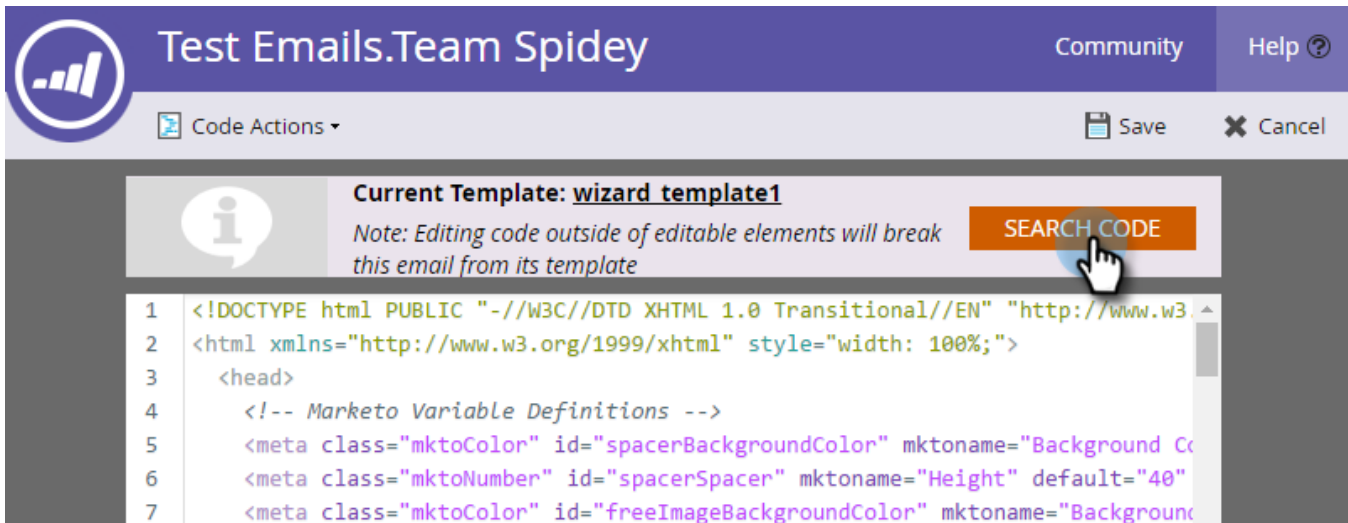 Test Emails.Team Spidey
Community
Help
Code Actions
Save
Cancel
Current Template: wizard_template1
Note: Editing code outside of editable elements will break
this email from its template
SEARCH CODE
1 <!DOCTYPE html PUBLIC "-//W3C//DTD XHTML 1.0 Transitional//EN" "http://www.w3.
2 <html xmlns="http://www.w3.org/1999/xhtml" style="width: 100%;">
3 <head>
4 <!-- Marketo Variable Definitions -->
5 <meta class="mktoColor" id="spacerBackgroundColor" mktoname="Background Co
6 <meta class="mktoNumber" id="spacerSpacer" mktoname="Height" default="40"
7 <meta class="mktoColor" id="freeImageBackgroundColor" mktoname="Background